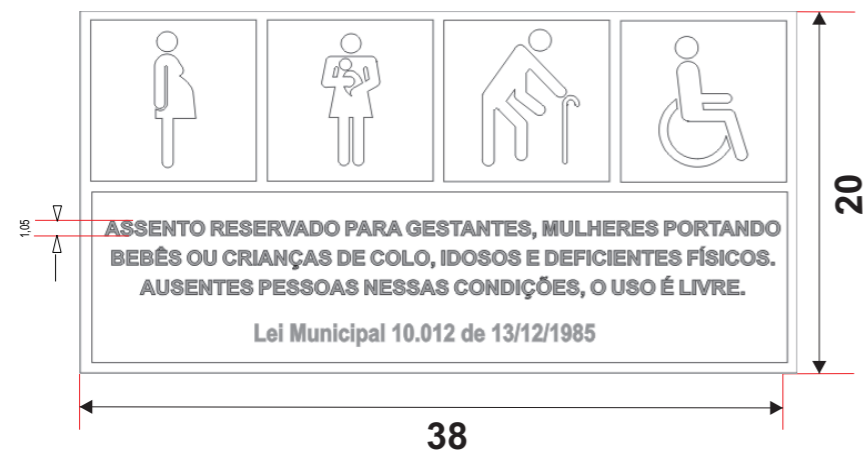 ASSENTO RESERVADO PARA GESTANTES, MULHERES PORTANDO
BEBÊS OU CRIANÇAS DE COLO, IDOSOS E DEFICIENTES FÍSICOS.
AUSENTES PESSOAS NESSAS CONDIÇÕES, O USO É LIVRE.
Lei Municipal 10.012 de 13/12/1985
1,05
20
38